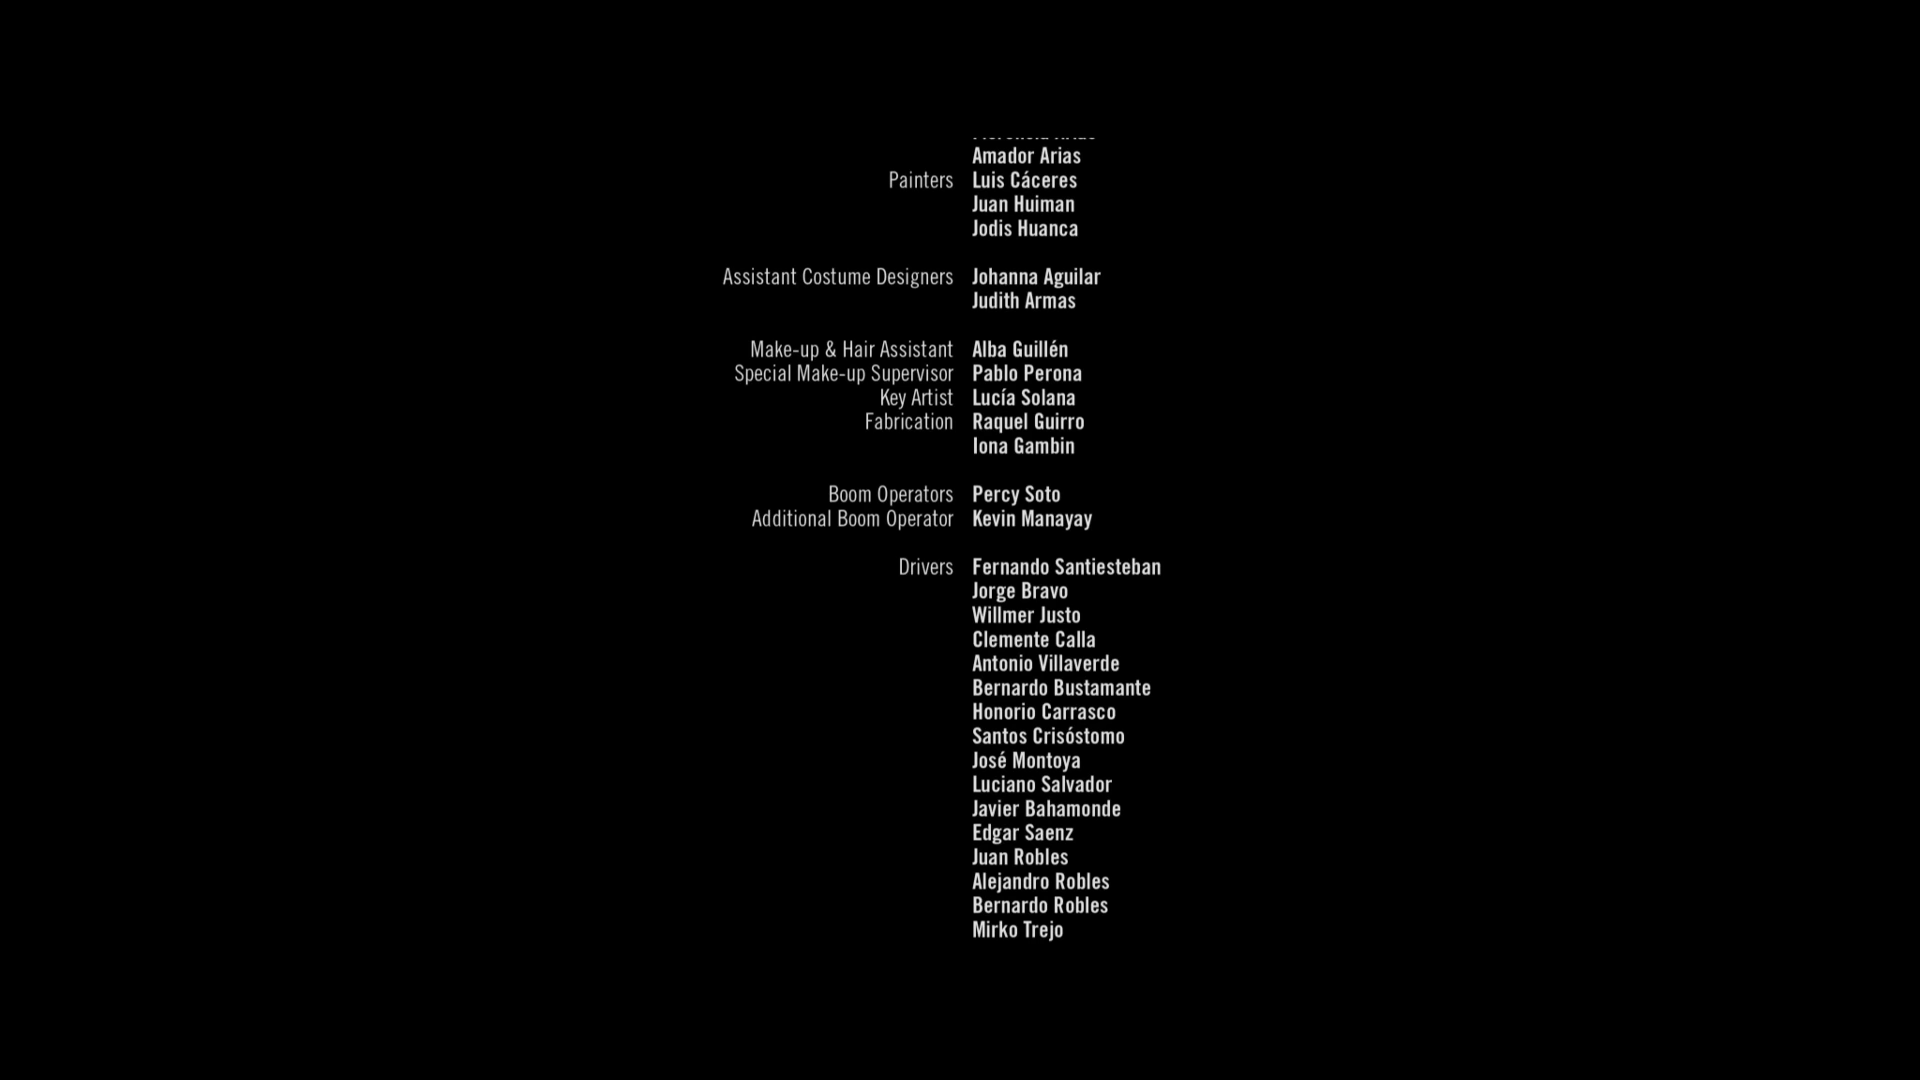 Amador Arias
Painters Luis Cáceres
Juan Huiman
Jodis Huanca
Assistant Costume Designers Johanna Aguilar
Judith Armas
Make-up & Hair Assistant Alba Guillén
Special Make-up Supervisor Pablo Perona
Key Artist Lucía Solana
Fabrication Raquel Guirro
Iona Gambin
Boom Operators Percy Soto
Additional Boom Operator Kevin Manayay
Drivers Fernando Santiesteban
Jorge Bravo
Willmer Justo
Clemente Calla
Antonio Villaverde
Bernardo Bustamante
Honorio Carrasco
Santos Crisóstomo
José Montoya
Luciano Salvador
Javier Bahamonde
Edgar Saenz
Juan Robles
Alejandro Robles
Bernardo Robles
Mirko Trejo